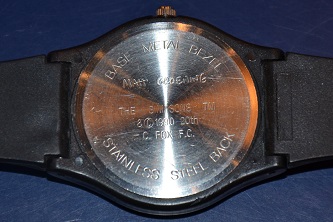 BASE METAL BEZEL
MATT GROENING
THE SIMPSONS TM
& © 1990 20th
C. FOX F.C.
STAINLESS STEEL BACK